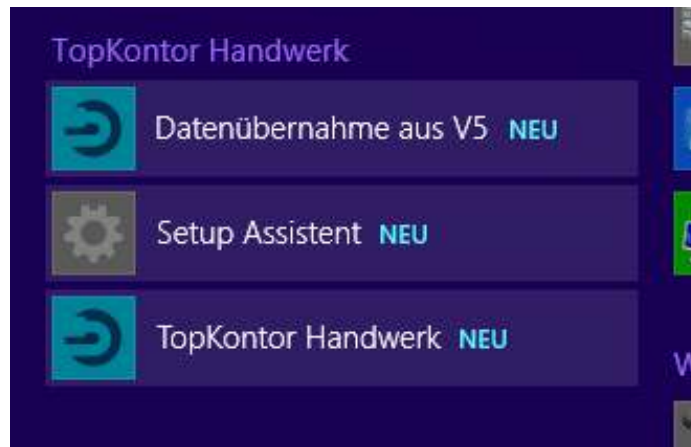 TopKontor Handwerk
Datenübernahme aus V5 NEU
Setup Assistent NEU
TopKontor Handwerk NEU